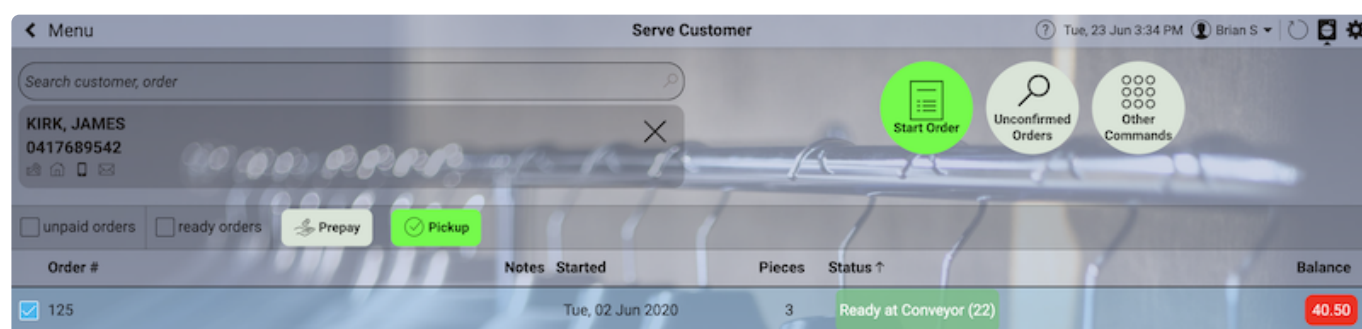 Menu
Serve Customer
? Tue, 23 Jun 3:34 PM Brian S
Search customer, order
KIRK, JAMES
0417689542
Start Order
Unconfirmed Orders
Other Commands
unpaid orders ready orders Prepay Pickup
Order # Notes Started Pieces Status ↑ Balance
125 Tue, 02 Jun 2020 3 Ready at Conveyor (22) 40.50